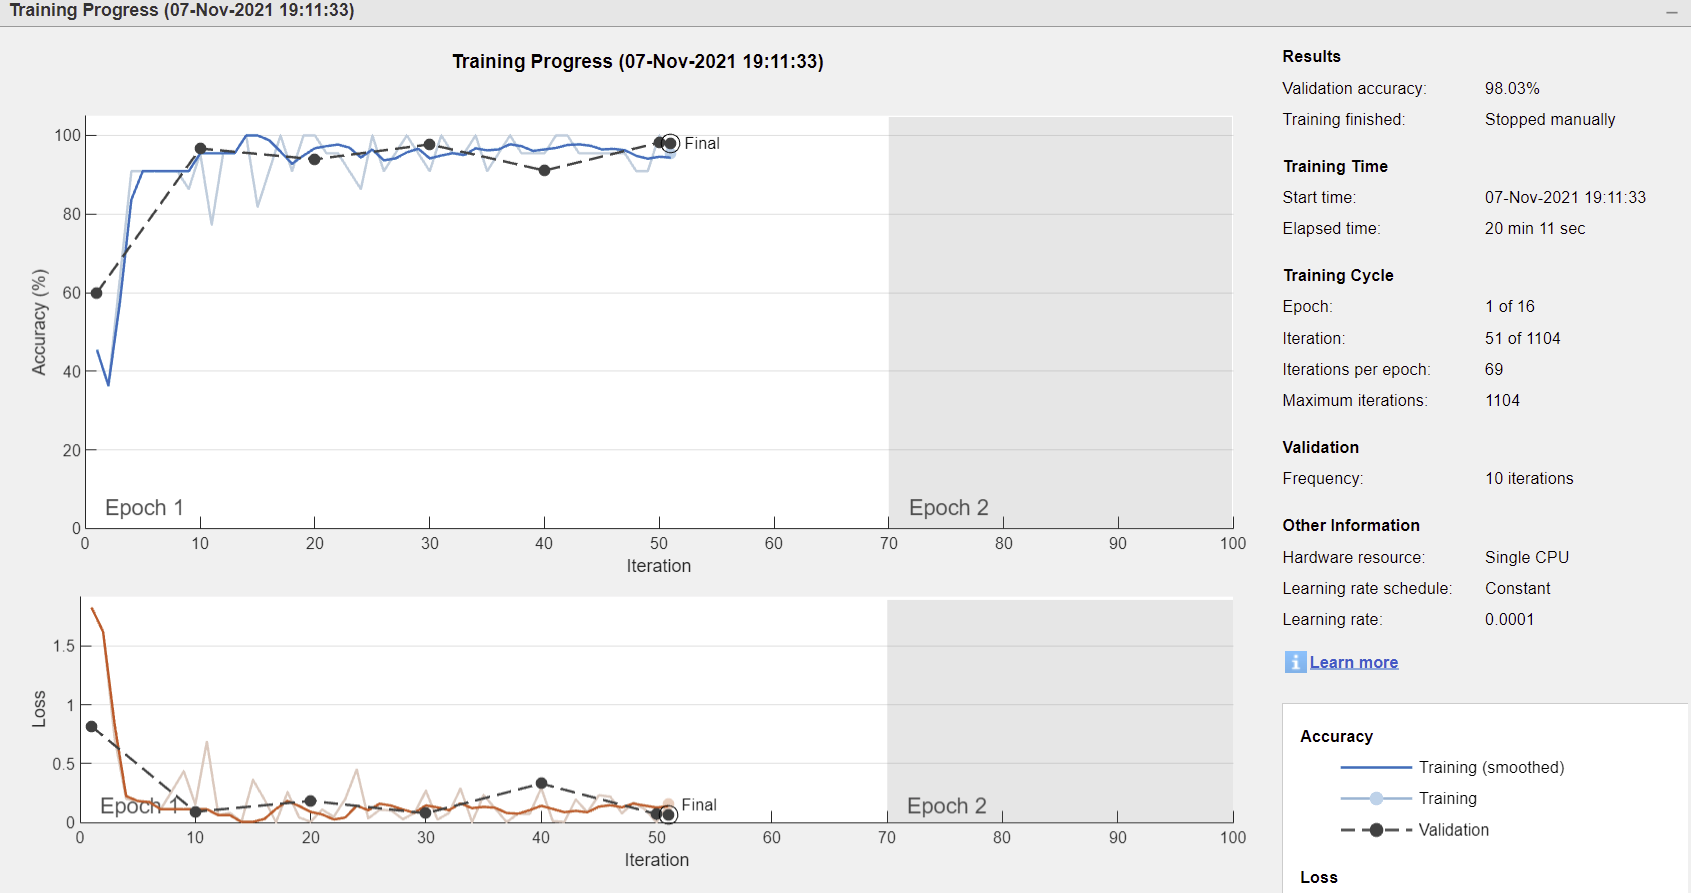 Training Progress (07-Nov-2021 19:11:33)
Training Progress (07-Nov-2021 19:11:33)
100
80
60
40
20
0
Accuracy (%)
Final
Epoch 1
Epoch 2
0 10 20 30 40 50 60 70 80 90 100
Iteration
1.5
1
0.5
0
Loss
Final
Epoch 1
Epoch 2
0 10 20 30 40 50 60 70 80 90 100
Iteration
Results
Validation accuracy: 98.03%
Training finished: Stopped manually
Training Time
Start time: 07-Nov-2021 19:11:33
Elapsed time: 20 min 11 sec
Training Cycle
Epoch: 1 of 16
Iteration: 51 of 1104
Iterations per epoch: 69
Maximum iterations: 1104
Validation
Frequency: 10 iterations
Other Information
Hardware resource: Single CPU
Learning rate schedule: Constant
Learning rate: 0.0001
i Learn more
Accuracy
Training (smoothed)
Training
Validation
Loss